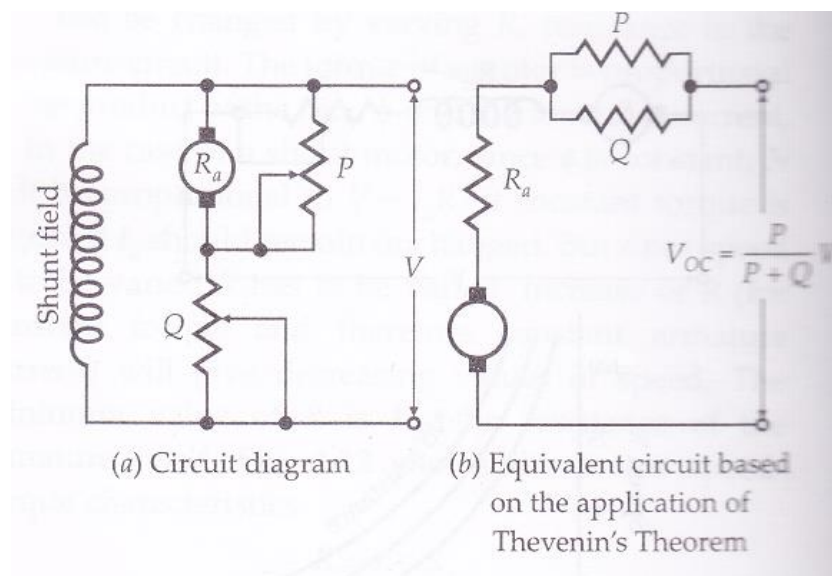 Shunt field
R_a
P
Q
V
(a) Circuit diagram
P
Q
R_a
V_OC = P / P + Q
(b) Equivalent circuit based
on the application of
Thevenin's Theorem